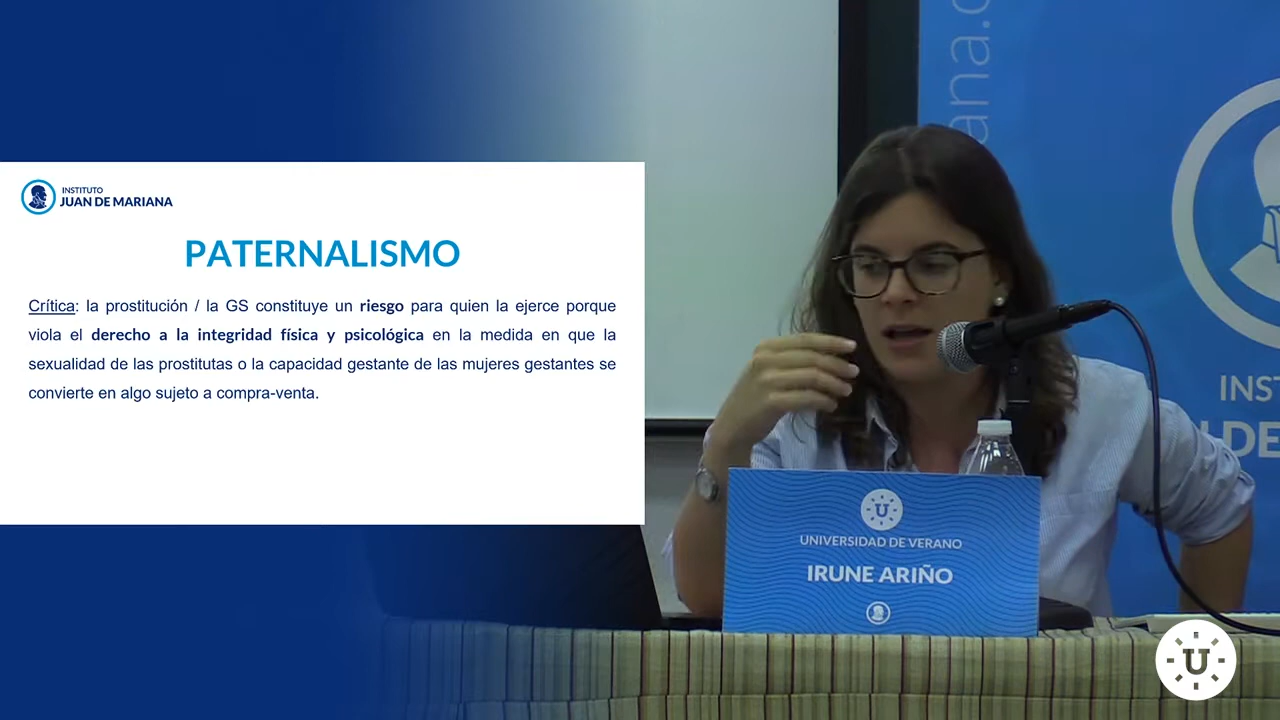 INSTITUTO
JUAN DE MARIANA
PATERNALISMO
Crítica: la prostitución / la GS constituye un riesgo para quien la ejerce porque
viola el derecho a la integridad física y psicológica en la medida en que la
sexualidad de las prostitutas o la capacidad gestante de las mujeres gestantes se
convierte en algo sujeto a compra-venta.
ana.
INST
DE
U
UNIVERSIDAD DE VERANO
IRUNE ARIÑO
U